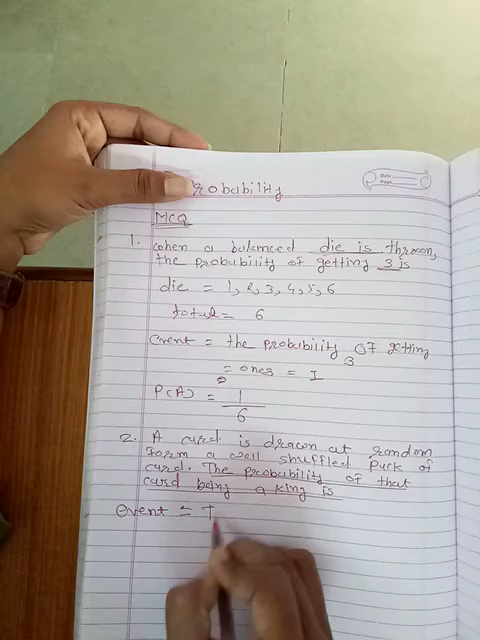 Probability
Date
Page
MCQ
1. when a balanced die is thrown,
the probability of getting 3 is
die = 1, 2, 3, 4, 5, 6
total = 6
event = the probability of getting
3
= ones = 1
P(A) = 1
6
2. A card is drawn at random
form a well shuffled Pack of
card. The probability of that
card being a king is
event = T